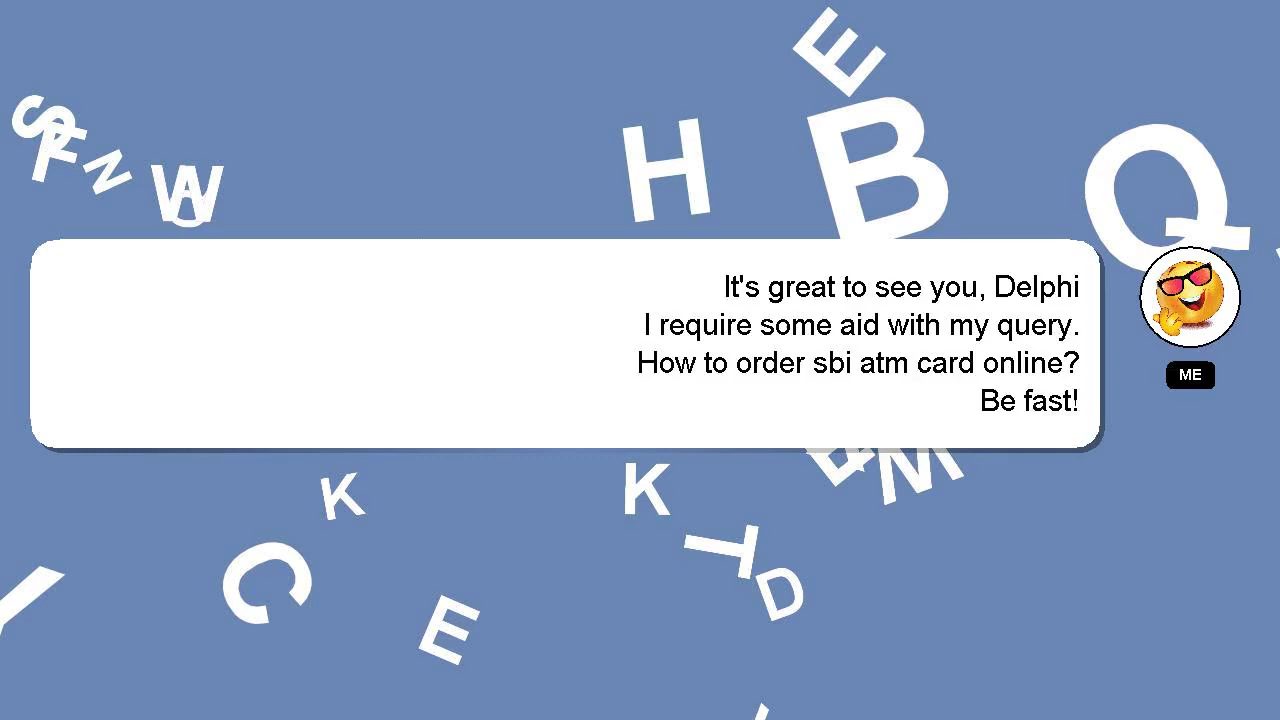 E
S
F
N
W
H
B
Q
It's great to see you, Delphi
I require some aid with my query.
How to order sbi atm card online?
Be fast!
ME
K
K
M
T
D
C
E